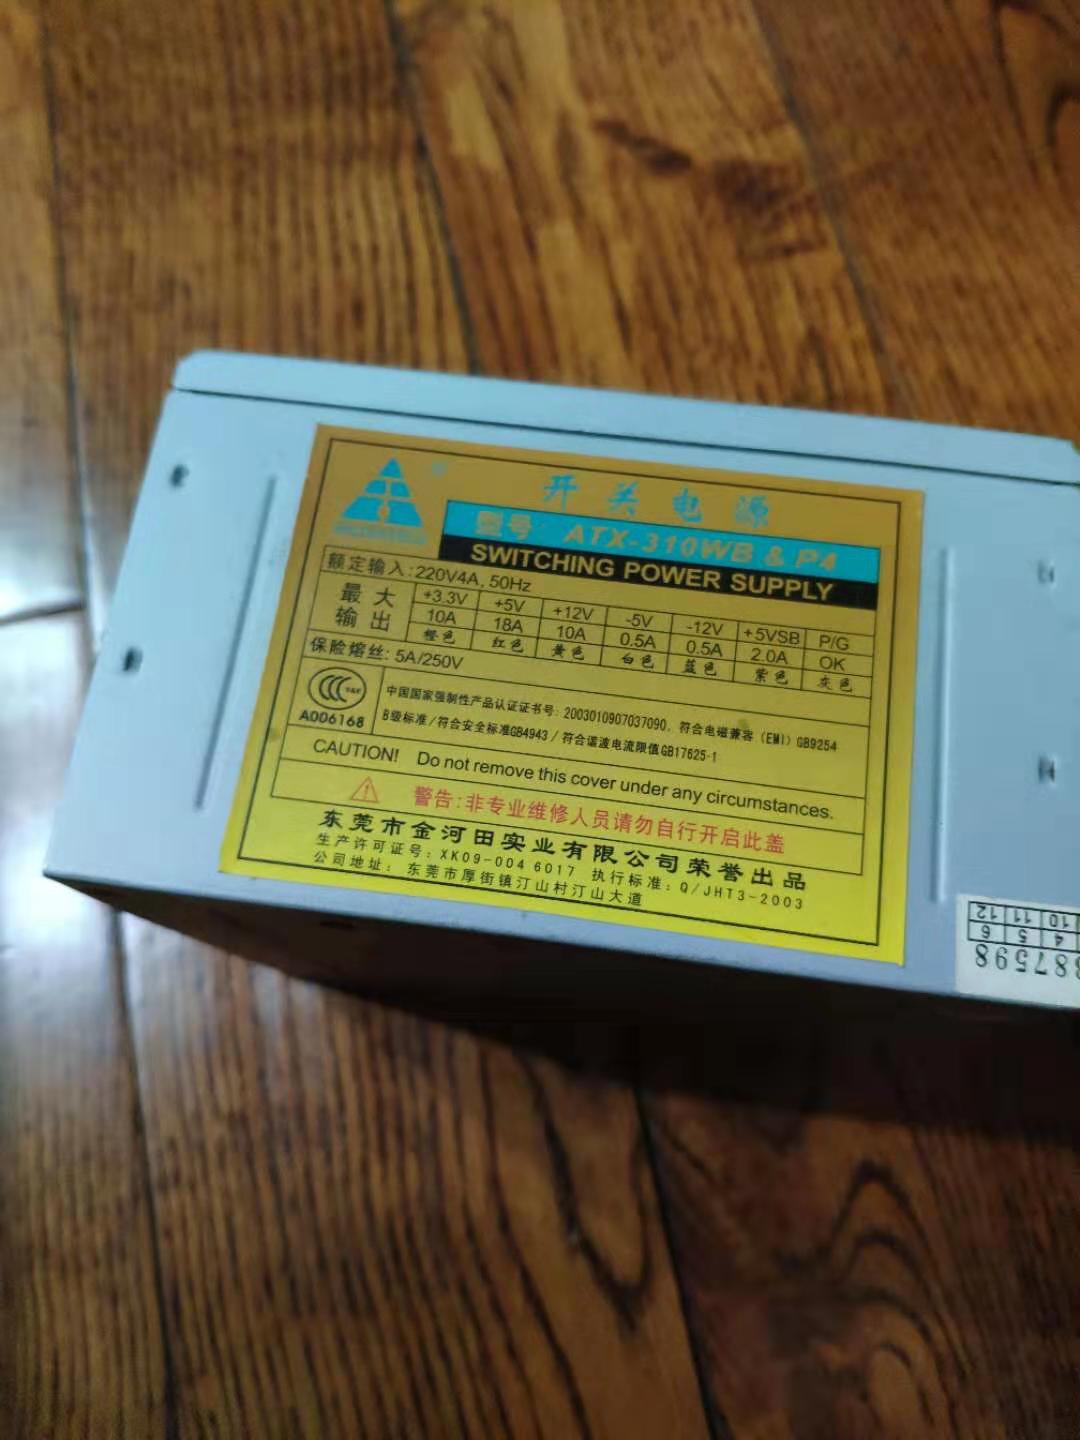 开关电源
型号 ATX-310WB & P4
SWITCHING POWER SUPPLY
额定输入:220V4A, 50Hz
最大输出 +3.3V +5V +12V -5V -12V +5VSB P/G
10A 18A 10A 0.5A 0.5A 2.0A OK
橙色 红色 黄色 白色 蓝色 紫色 灰色
保险熔丝: 5A/250V
A006168
中国国家强制性产品认证证书号: 2003010907037090, 符合电磁兼容 (EMI) GB9254
B级标准/符合安全标准GB4943/符合谐波电流限值GB17625-1
CAUTION! Do not remove this cover under any circumstances.
警告:非专业维修人员请勿自行开启此盖
东莞市金河田实业有限公司荣誉出品
生产许可证号: XK09-004 6017 执行标准: Q/JHT3-2003
公司地址: 东莞市厚街镇汀山村汀山大道
10 11 12
4 5 6
887598